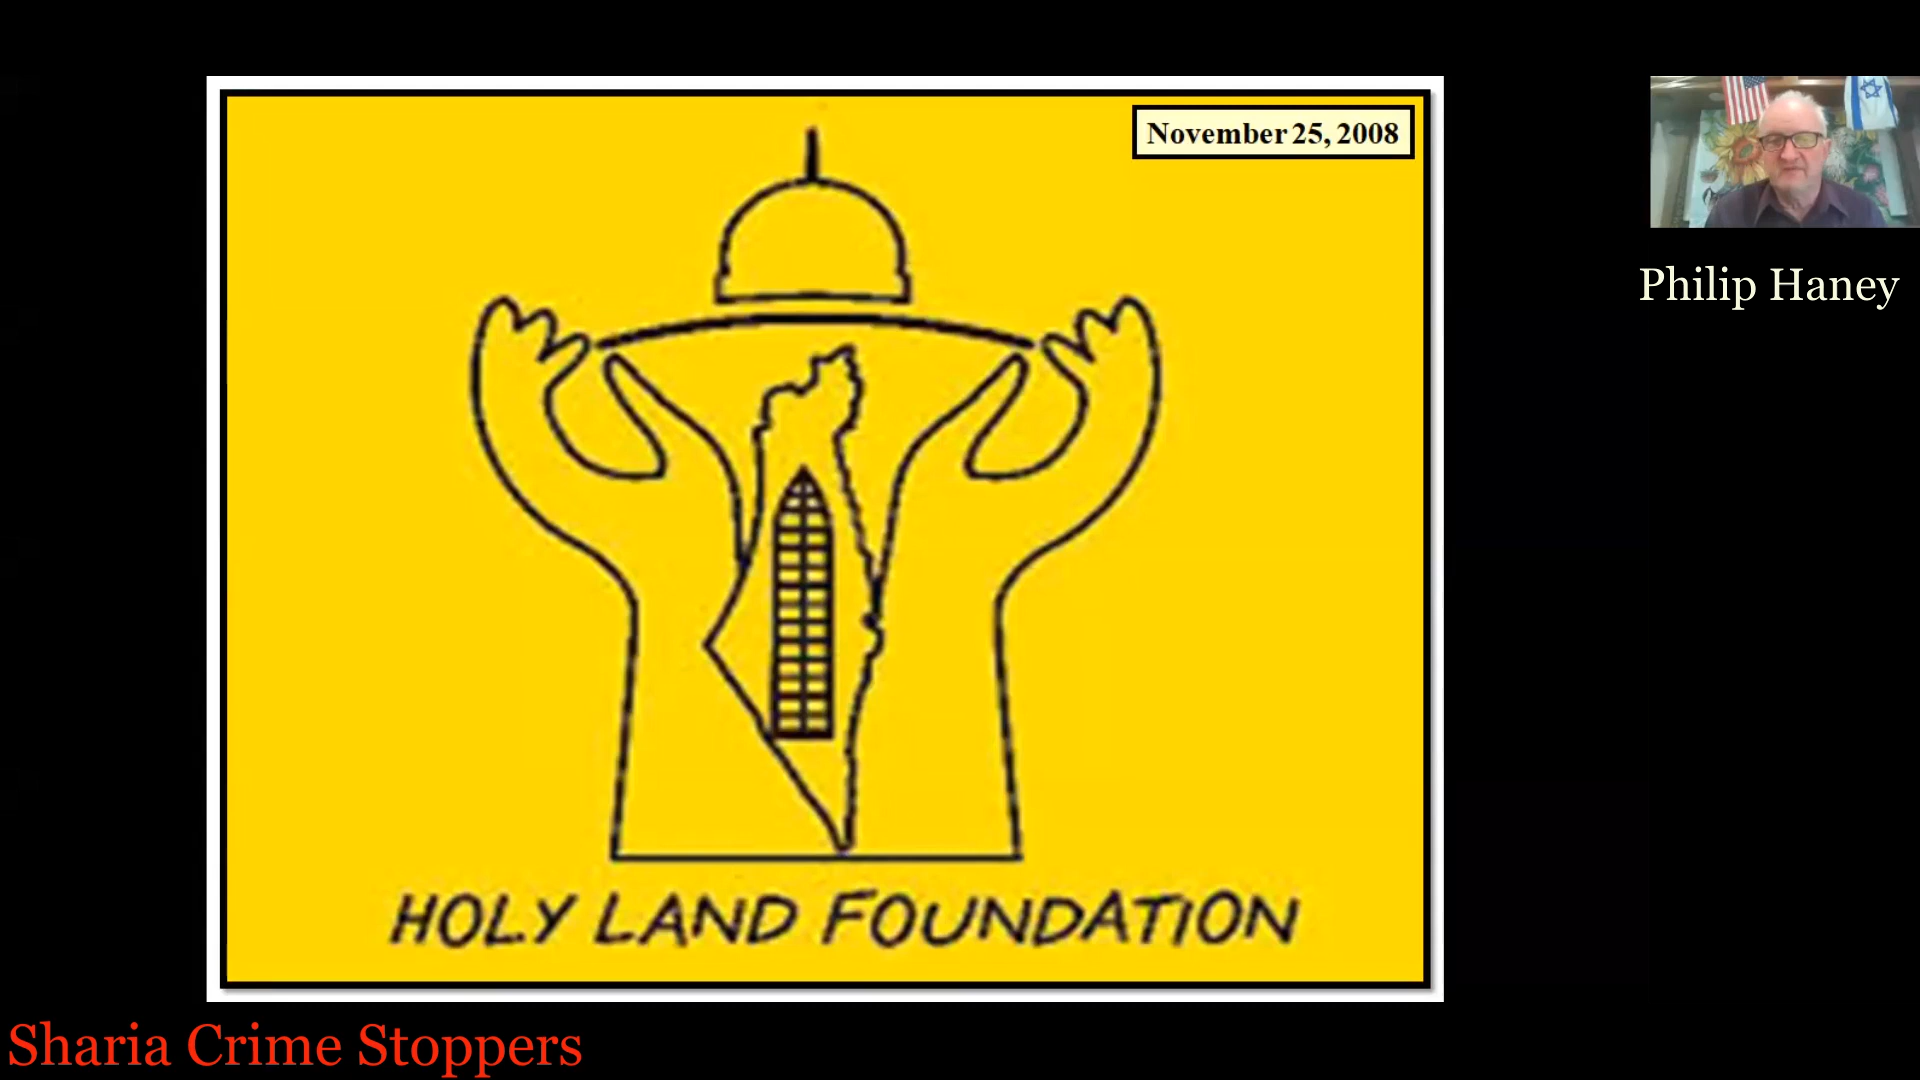 November 25, 2008
Philip Haney
HOLY LAND FOUNDATION
Sharia Crime Stoppers